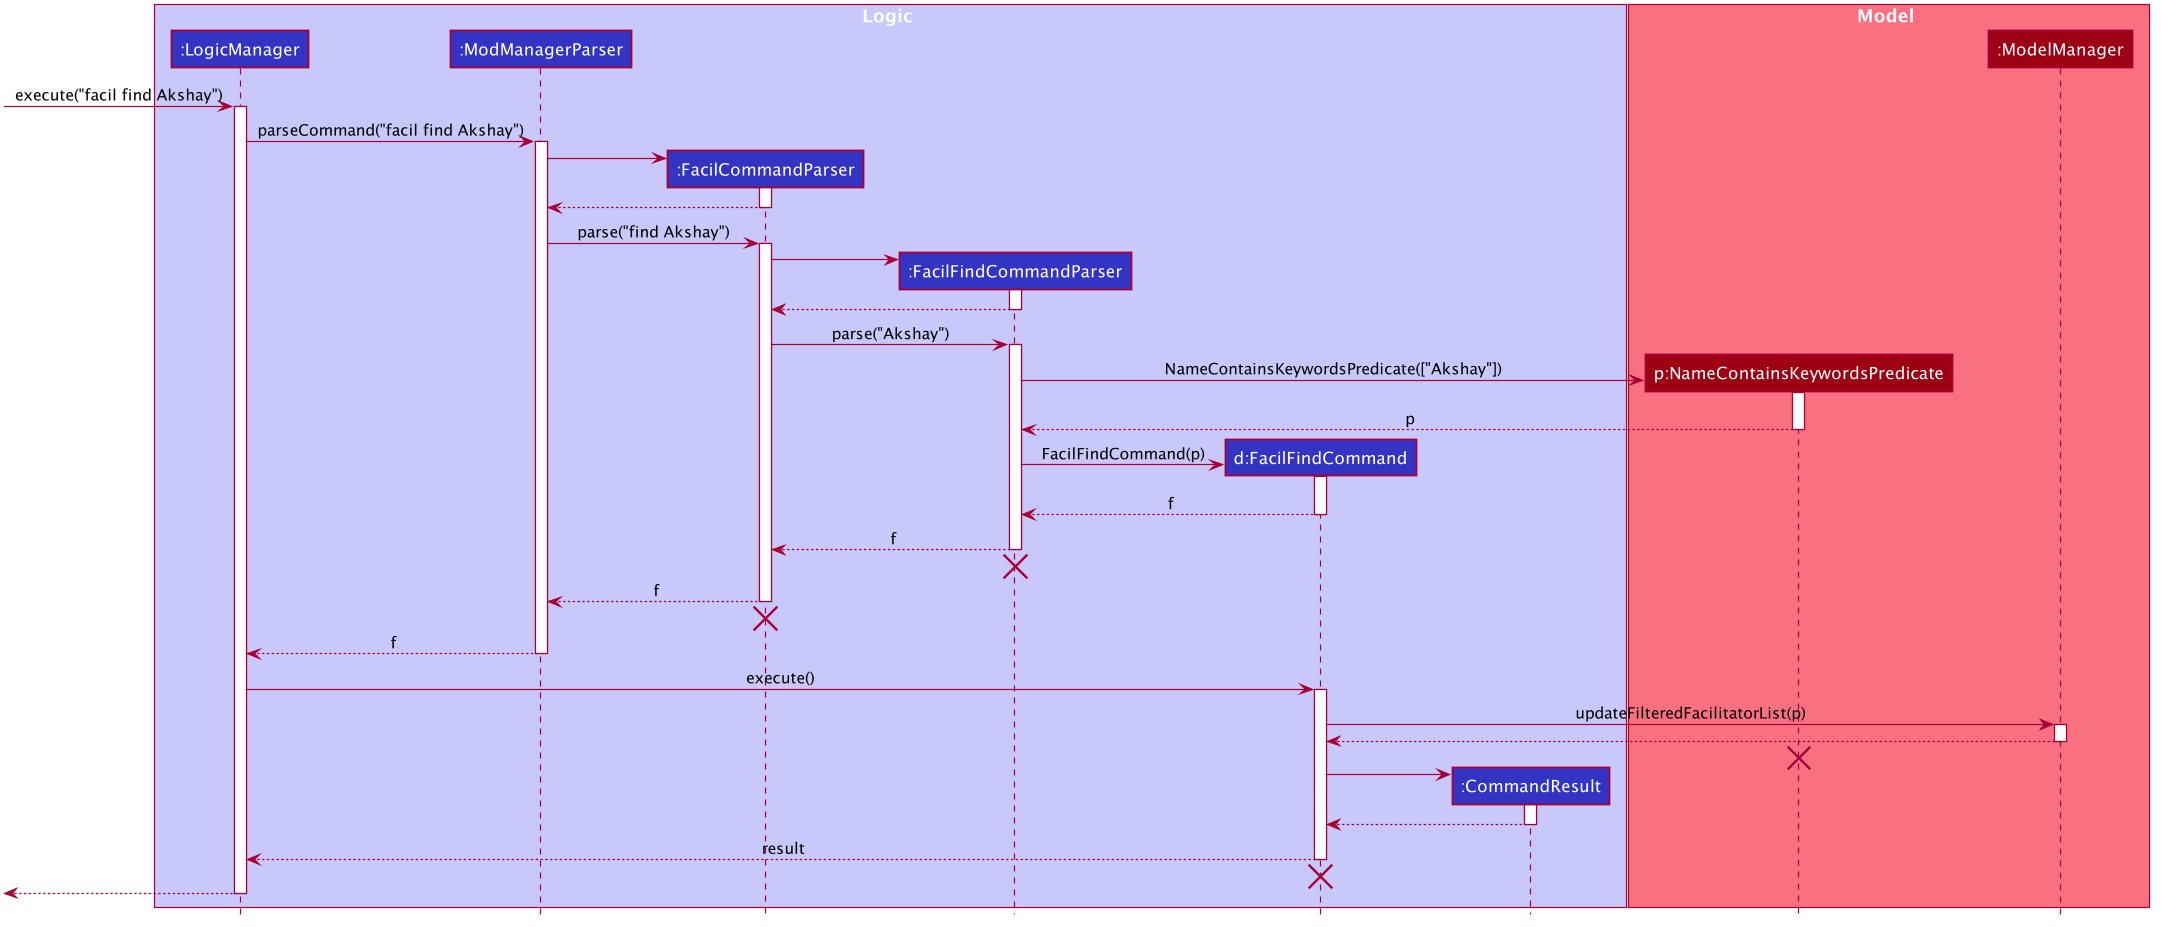 Logic
Model
:LogicManager
:ModManagerParser
:ModelManager
execute("facil find Akshay")
parseCommand("facil find Akshay")
:FacilCommandParser
parse("find Akshay")
:FacilFindCommandParser
parse("Akshay")
NameContainsKeywordsPredicate(["Akshay"])
p:NameContainsKeywordsPredicate
p
FacilFindCommand(p)
d:FacilFindCommand
f
f
f
f
execute()
updateFilteredFacilitatorList(p)
:CommandResult
result